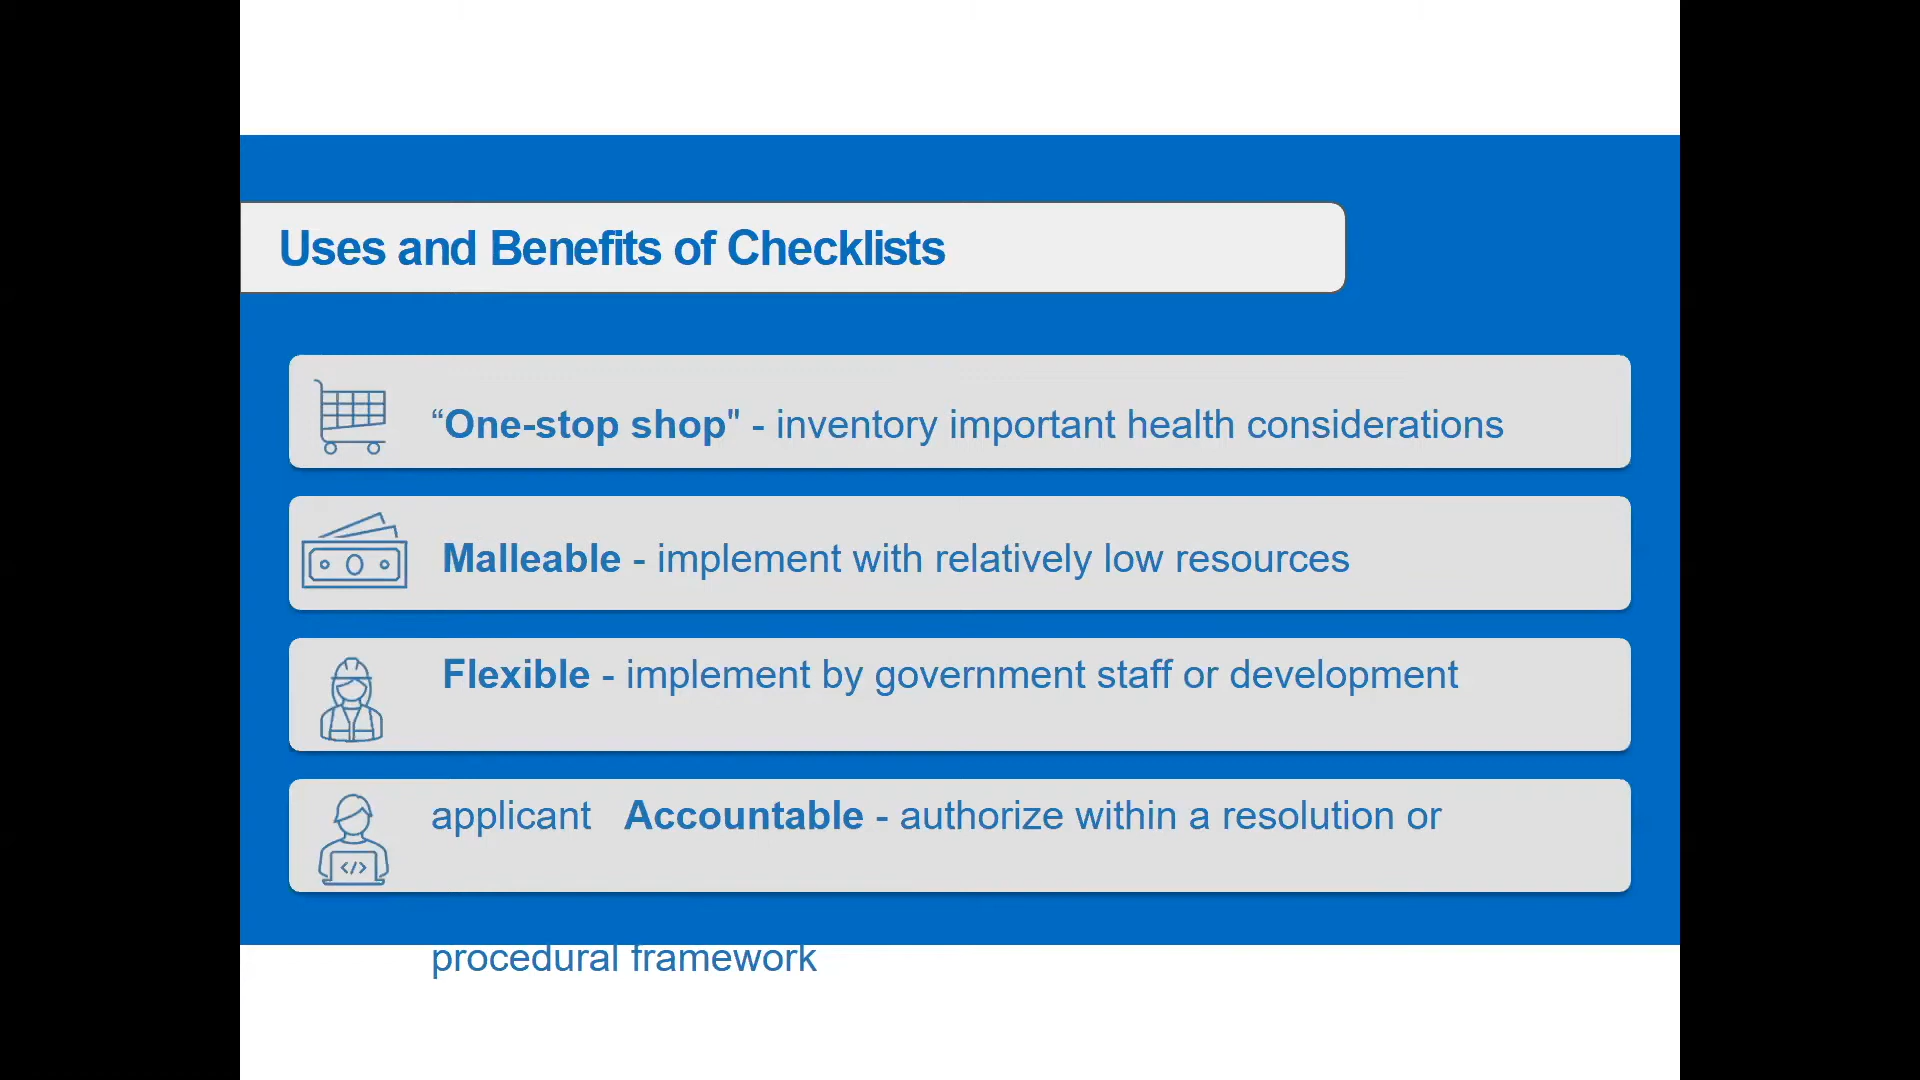 Uses and Benefits of Checklists
“One-stop shop" - inventory important health considerations
Malleable - implement with relatively low resources
Flexible - implement by government staff or development
applicant Accountable - authorize within a resolution or
</>
procedural framework